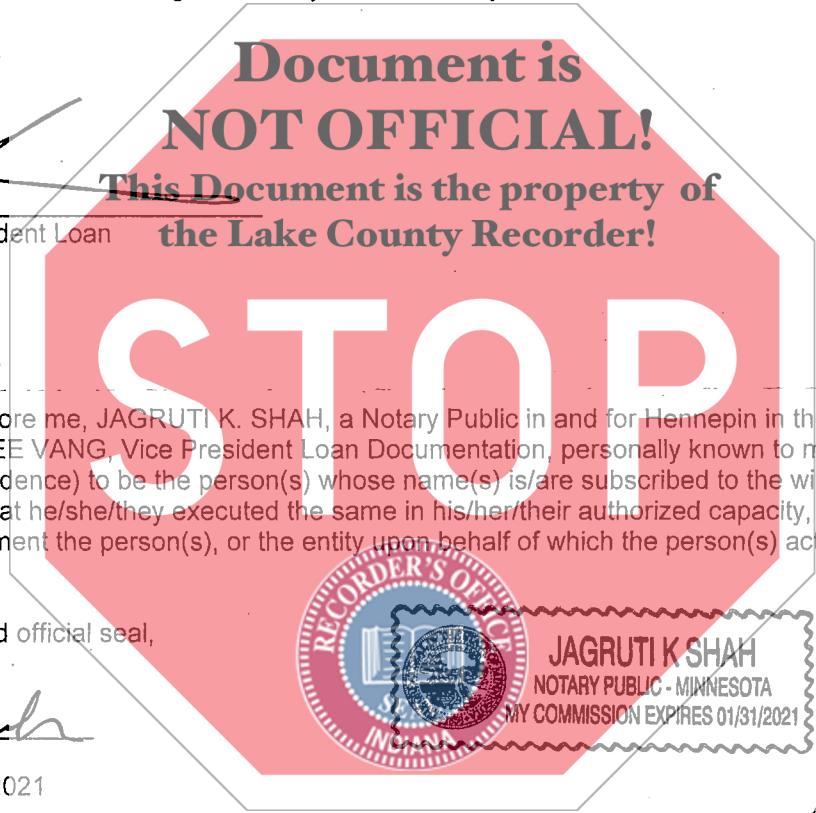 Document is
NOT OFFICIAL!
This Document is the property of
the Lake County Recorder!
dent Loan
STOP
ore me, JAGRUTI K. SHAH, a Notary Public in and for Hennepin in th
EE VANG, Vice President Loan Documentation, personally known to m
dence) to be the person(s) whose name(s) is/are subscribed to the wi
at he/she/they executed the same in his/her/their authorized capacity,
ment the person(s), or the entity upon behalf of which the person(s) act
RECORDER'S OFFICE
SEAL
INDIANA
d official seal,
JAGRUTI K SHAH
NOTARY PUBLIC - MINNESOTA
MY COMMISSION EXPIRES 01/31/2021
021